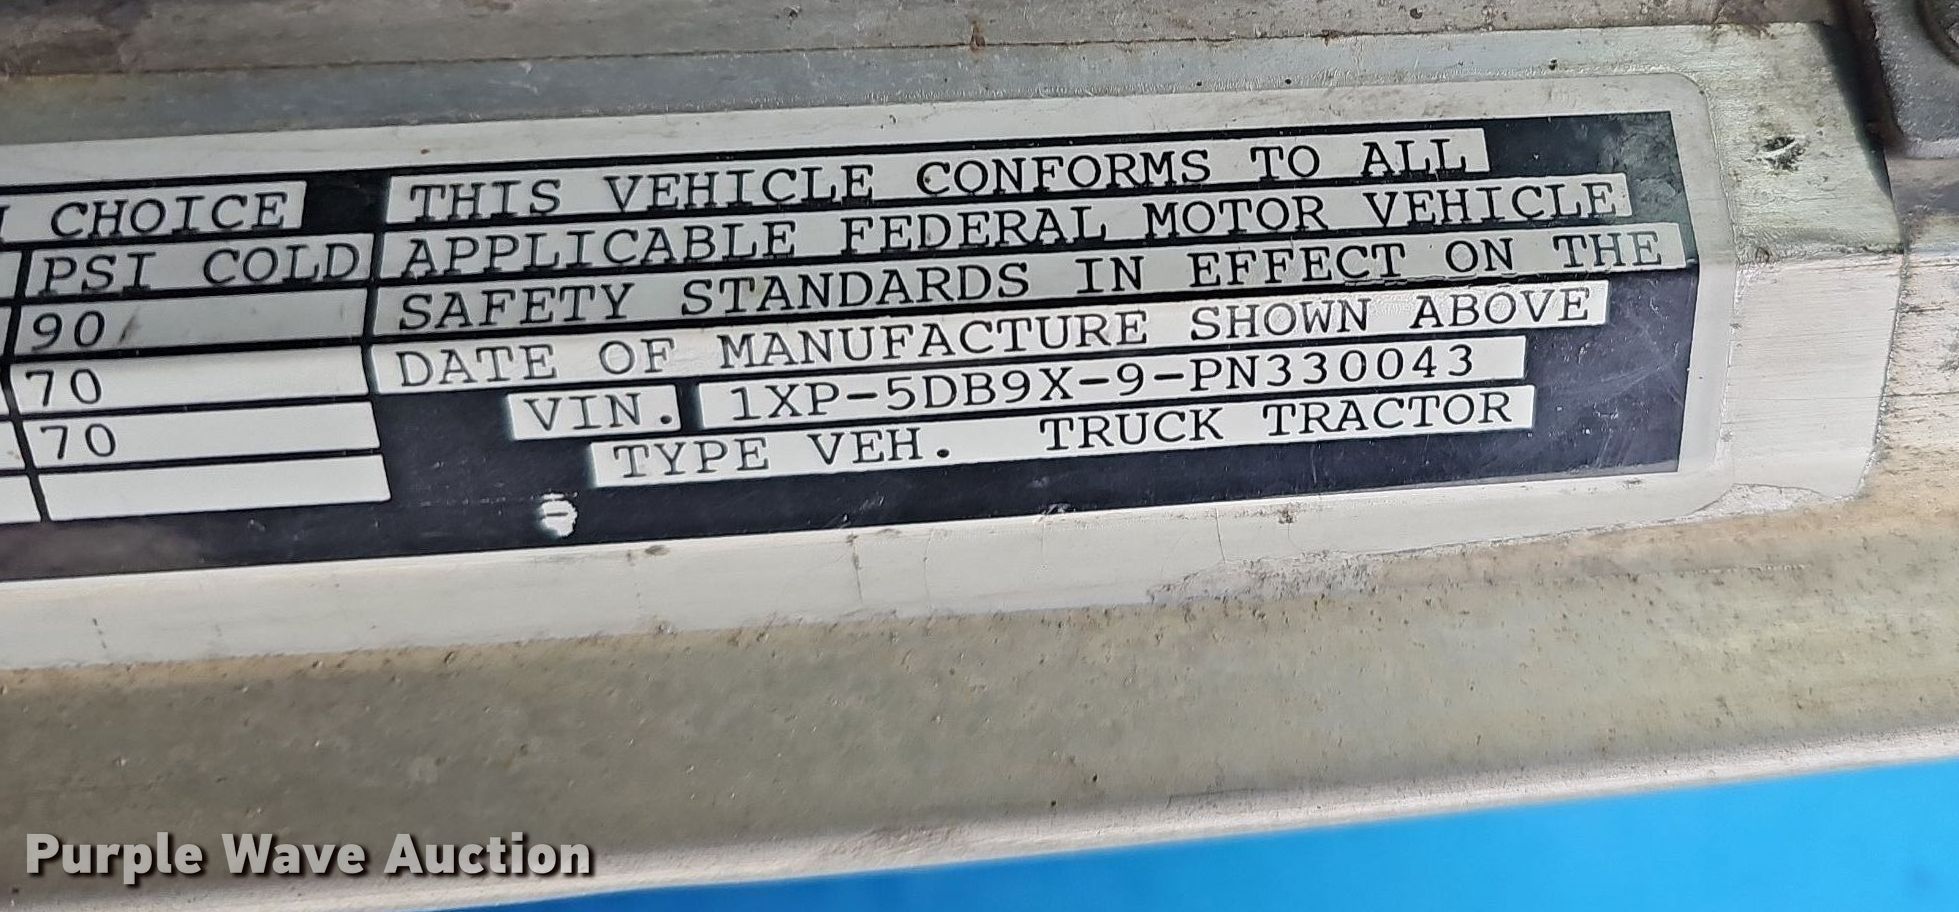 CHOICE
PSI COLD
90
70
70
THIS VEHICLE CONFORMS TO ALL
APPLICABLE FEDERAL MOTOR VEHICLE
SAFETY STANDARDS IN EFFECT ON THE
DATE OF MANUFACTURE SHOWN ABOVE
VIN. 1XP-5DB9X-9-PN330043
TYPE VEH. TRUCK TRACTOR
Purple Wave Auction